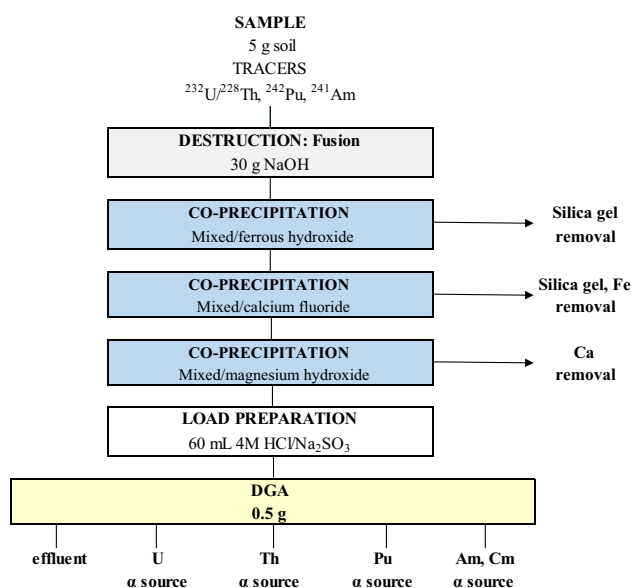 SAMPLE
5 g soil
TRACERS
²³²U/²²⁸Th, ²⁴²Pu, ²⁴¹Am
DESTRUCTION: Fusion
30 g NaOH
CO-PRECIPITATION
Mixed/ferrous hydroxide
Silica gel
removal
CO-PRECIPITATION
Mixed/calcium fluoride
Silica gel, Fe
removal
CO-PRECIPITATION
Mixed/magnesium hydroxide
Ca
removal
LOAD PREPARATION
60 mL 4M HCl/Na₂SO₃
DGA
0.5 g
effluent
U
α source
Th
α source
Pu
α source
Am, Cm
α source